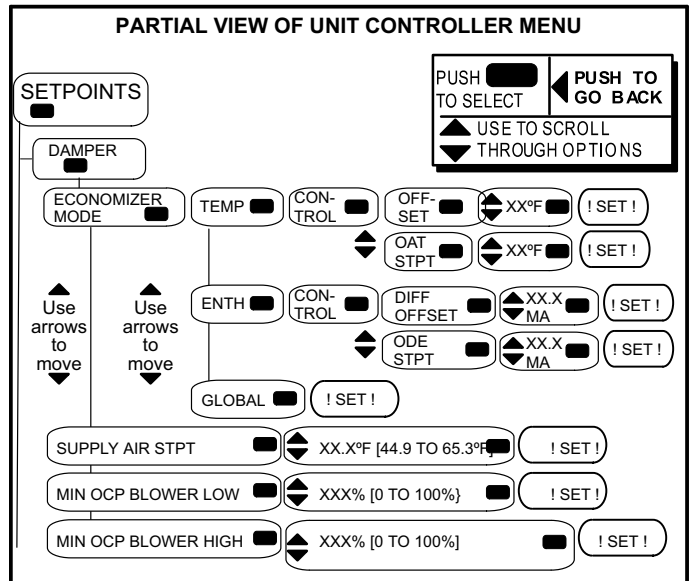 PARTIAL VIEW OF UNIT CONTROLLER MENU
PUSH
TO SELECT
PUSH TO
GO BACK
USE TO SCROLL
THROUGH OPTIONS
SETPOINTS
DAMPER
ECONOMIZER
MODE
TEMP
CON-
TROL
OFF-
SET
XXºF
! SET !
OAT
STPT
XXºF
! SET !
Use
arrows
to
move
Use
arrows
to
move
ENTH
CON-
TROL
DIFF
OFFSET
XX.X
MA
! SET !
ODE
STPT
XX.X
MA
! SET !
GLOBAL
! SET !
SUPPLY AIR STPT
XX.XºF [44.9 TO 65.3ºF]
! SET !
MIN OCP BLOWER LOW
XXX% [0 TO 100%}
! SET !
MIN OCP BLOWER HIGH
XXX% [0 TO 100%]
! SET !